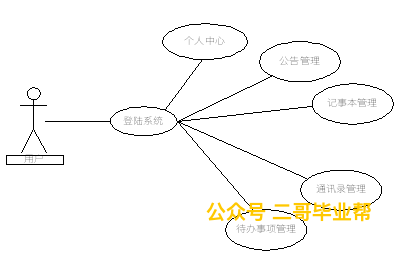 个人中心
公告管理
记事本管理
登陆系统
用户
通讯录管理
公众号 二哥毕业帮
待办事项管理